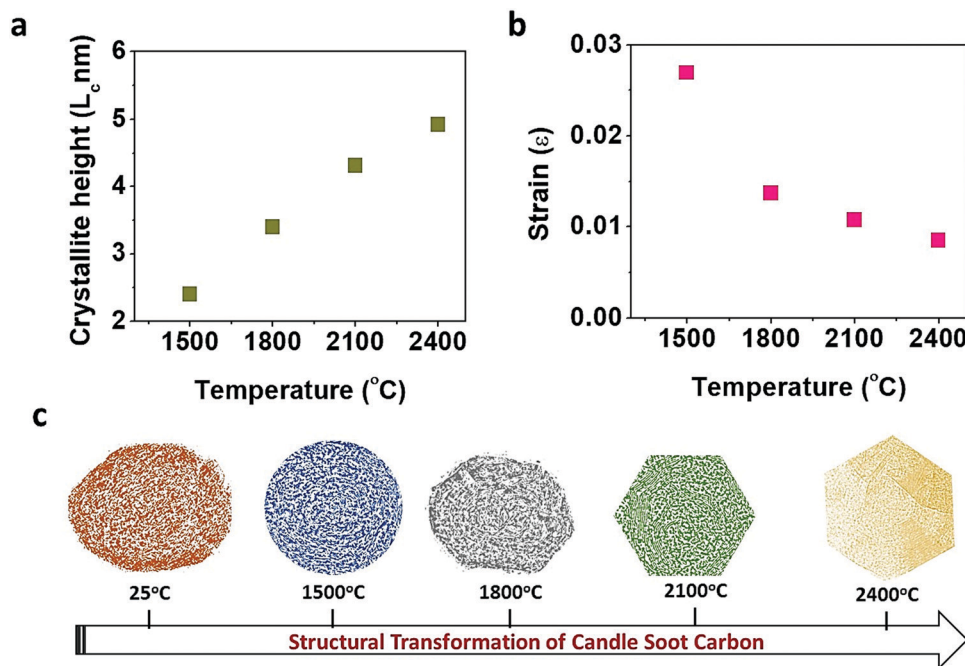 a
Crystallite height (L_c nm)
6
5
4
3
2
1500 1800 2100 2400
Temperature (°C)
b
Strain (ε)
0.03
0.02
0.01
0.00
1500 1800 2100 2400
Temperature (°C)
c
25°C 1500°C 1800°C 2100°C 2400°C
Structural Transformation of Candle Soot Carbon